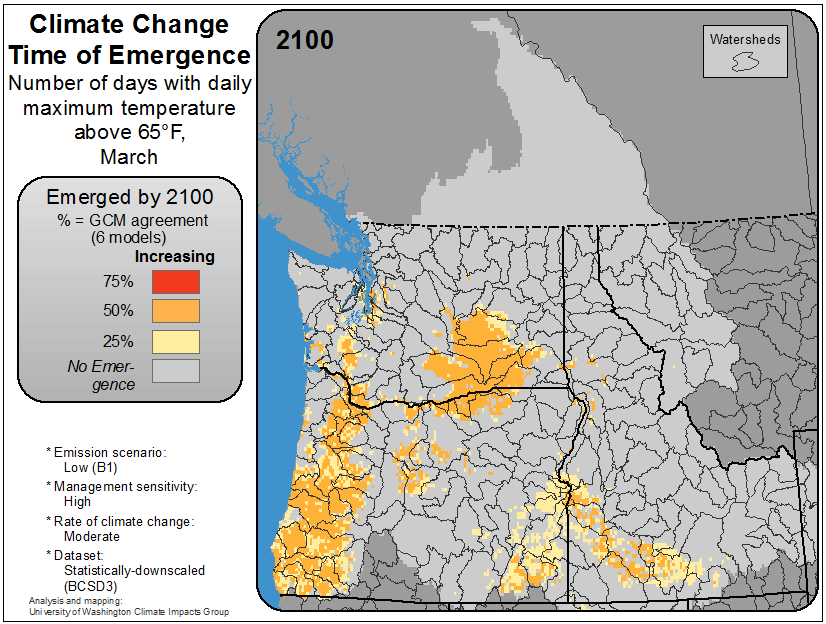 Climate Change
Time of Emergence
Number of days with daily
maximum temperature
above 65°F,
March
Emerged by 2100
% = GCM agreement
(6 models)
Increasing
75%
50%
25%
No Emer-
gence
* Emission scenario:
Low (B1)
* Management sensitivity:
High
* Rate of climate change:
Moderate
* Dataset:
Statistically-downscaled
(BCSD3)
Analysis and mapping:
University of Washington Climate Impacts Group
2100
Watersheds